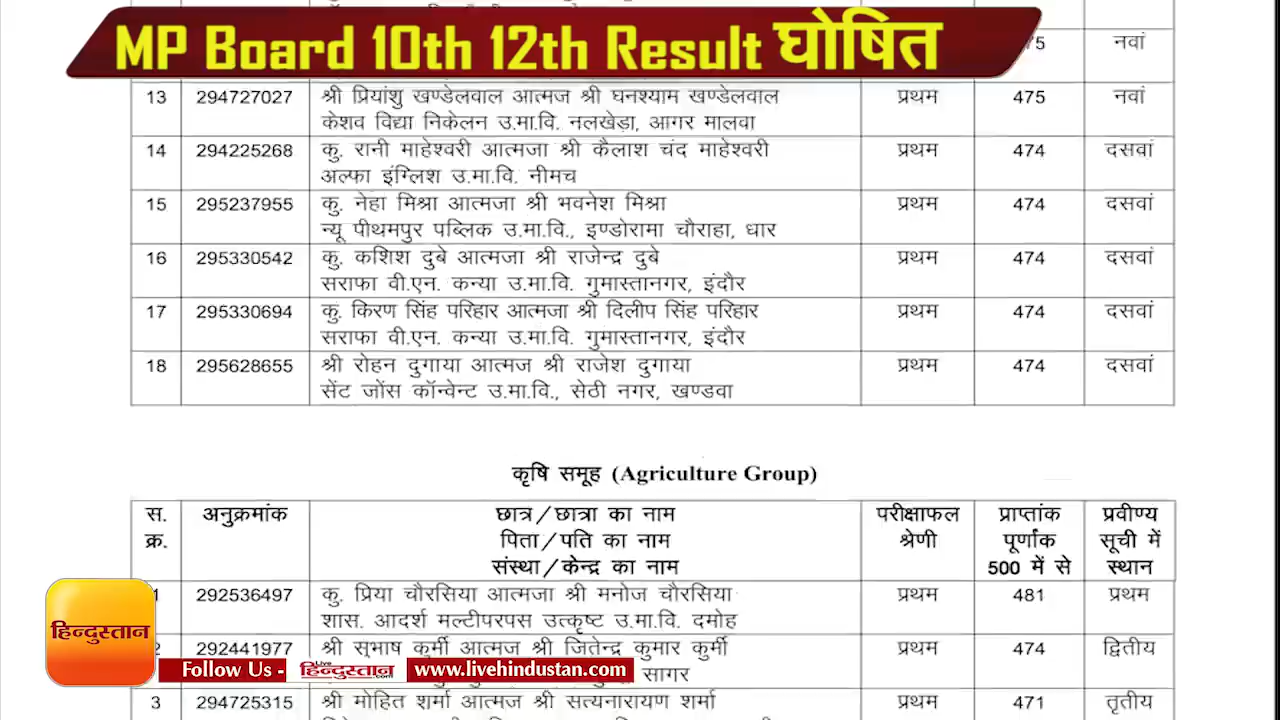 MP Board 10th 12th Result घोषित
75 नवां
13 294727027 श्री प्रियांशु खण्डेलवाल आत्मज श्री घनश्याम खण्डेलवाल प्रथम 475 नवां
केशव विद्या निकेलन उ.मा.वि. नलखेड़ा, आगर मालवा
14 294225268 कु. रानी माहेश्वरी आत्मजा श्री कैलाश चंद माहेश्वरी प्रथम 474 दसवां
अल्फा इंग्लिश उ.मा.वि. नीमच
15 295237955 कु. नेहा मिश्रा आत्मजा श्री भवनेश मिश्रा प्रथम 474 दसवां
न्यू पीथमपुर पब्लिक उ.मा.वि., इण्डोरामा चौराहा, धार
16 295330542 कु. कशिश दुबे आत्मजा श्री राजेन्द्र दुबे प्रथम 474 दसवां
सराफा वी.एन. कन्या उ.मा.वि. गुमास्तानगर, इंदौर
17 295330694 कु. किरण सिंह परिहार आत्मजा श्री दिलीप सिंह परिहार प्रथम 474 दसवां
सराफा वी.एन. कन्या उ.मा.वि. गुमास्तानगर, इंदौर
18 295628655 श्री रोहन दुगाया आत्मज श्री राजेश दुगाया प्रथम 474 दसवां
सेंट जोंस कॉन्वेन्ट उ.मा.वि., सेठी नगर, खण्डवा
कृषि समूह (Agriculture Group)
स. अनुक्रमांक छात्र/छात्रा का नाम परीक्षाफल प्राप्तांक प्रवीण्य
क्र. पिता/पति का नाम श्रेणी पूर्णांक सूची में
संस्था/केन्द्र का नाम 500 में से स्थान
1 292536497 कु. प्रिया चौरसिया आत्मजा श्री मनोज चौरसिया प्रथम 481 प्रथम
शास. आदर्श मल्टीपरपस उत्कृष्ट उ.मा.वि. दमोह
2 292441977 श्री सुभाष कुर्मी आत्मज श्री जितेन्द्र कुमार कुर्मी प्रथम 474 द्वितीय
सागर
3 294725315 श्री मोहित शर्मा आत्मज श्री सत्यनारायण शर्मा प्रथम 471 तृतीय
हिन्दुस्तान
Follow Us - Live हिन्दुस्तान .com www.livehindustan.com